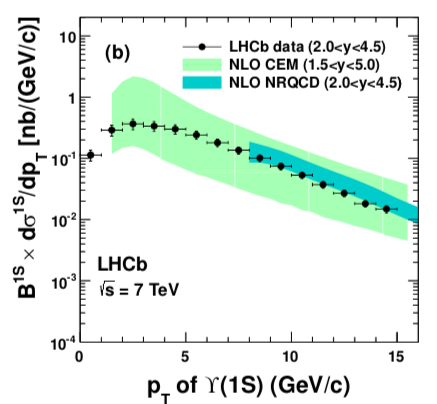 (b)
LHCb data (2.0<y<4.5)
NLO CEM (1.5<y<5.0)
NLO NRQCD (2.0<y<4.5)
B¹ˢ × dσ¹ˢ/dp_T [nb/(GeV/c)]
10
1
10⁻¹
10⁻²
10⁻³
10⁻⁴
LHCb
√s = 7 TeV
0 5 10 15
p_T of ϒ(1S) (GeV/c)